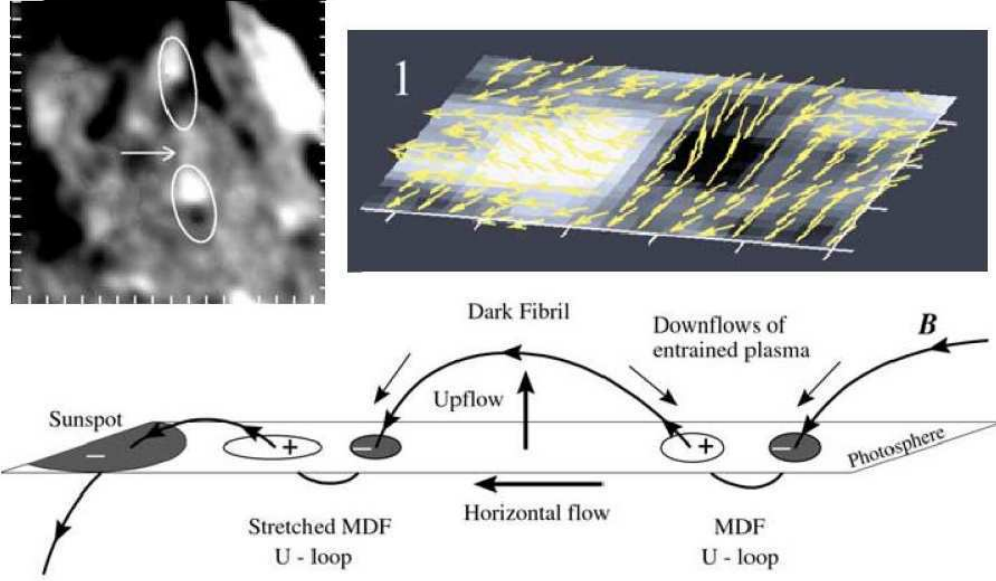 1
Dark Fibril
Downflows of
entrained plasma
B
Upflow
Sunspot
−
+
−
+
−
Photosphere
Horizontal flow
Stretched MDF
U - loop
MDF
U - loop